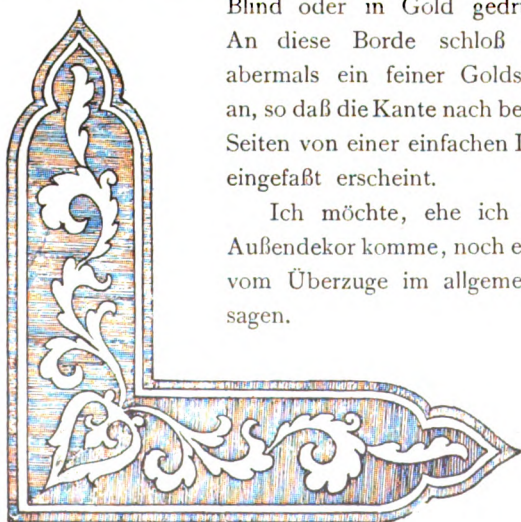 Blind oder in Gold
An diese Borde schloß
abermals ein feiner
an, so daß die Kante nach
Seiten von einer einfachen
eingefaßt erscheint.
Ich möchte, ehe ich
Außendekor komme, noch
vom Überzuge im
sagen.